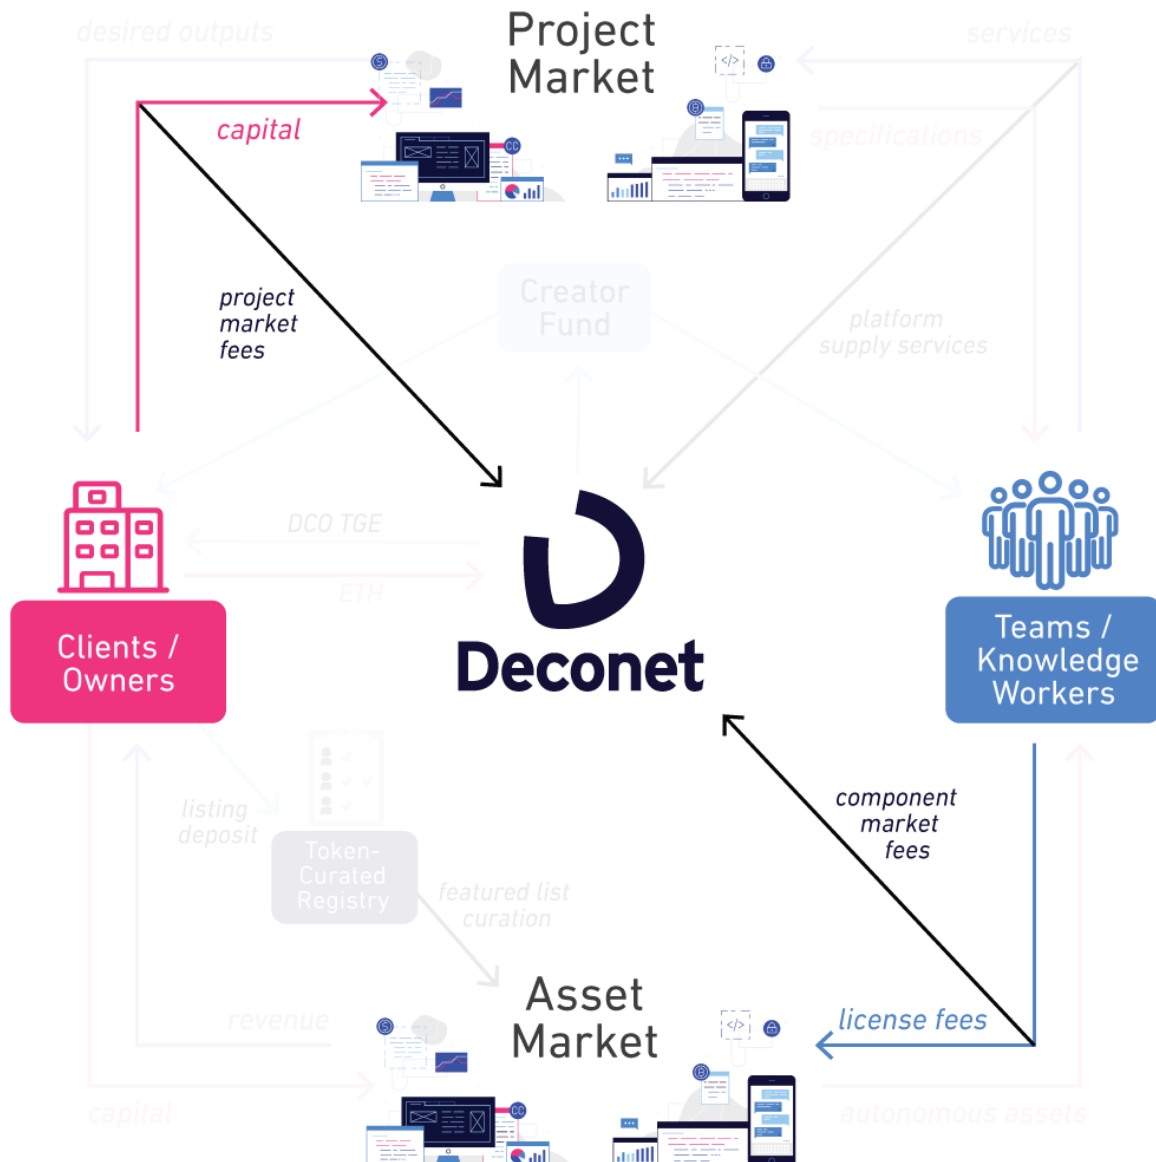 desired outputs
Project
Market
services
capital
specifications
</>
CC
project
market
fees
Creator
Fund
platform
supply services
DCO TGE
ETH
Clients /
Owners
Deconet
Teams /
Knowledge
Workers
listing
deposit
Token-
Curated
Registry
featured list
curation
component
market
fees
Asset
Market
revenue
license fees
</>
capital
autonomous assets
CC